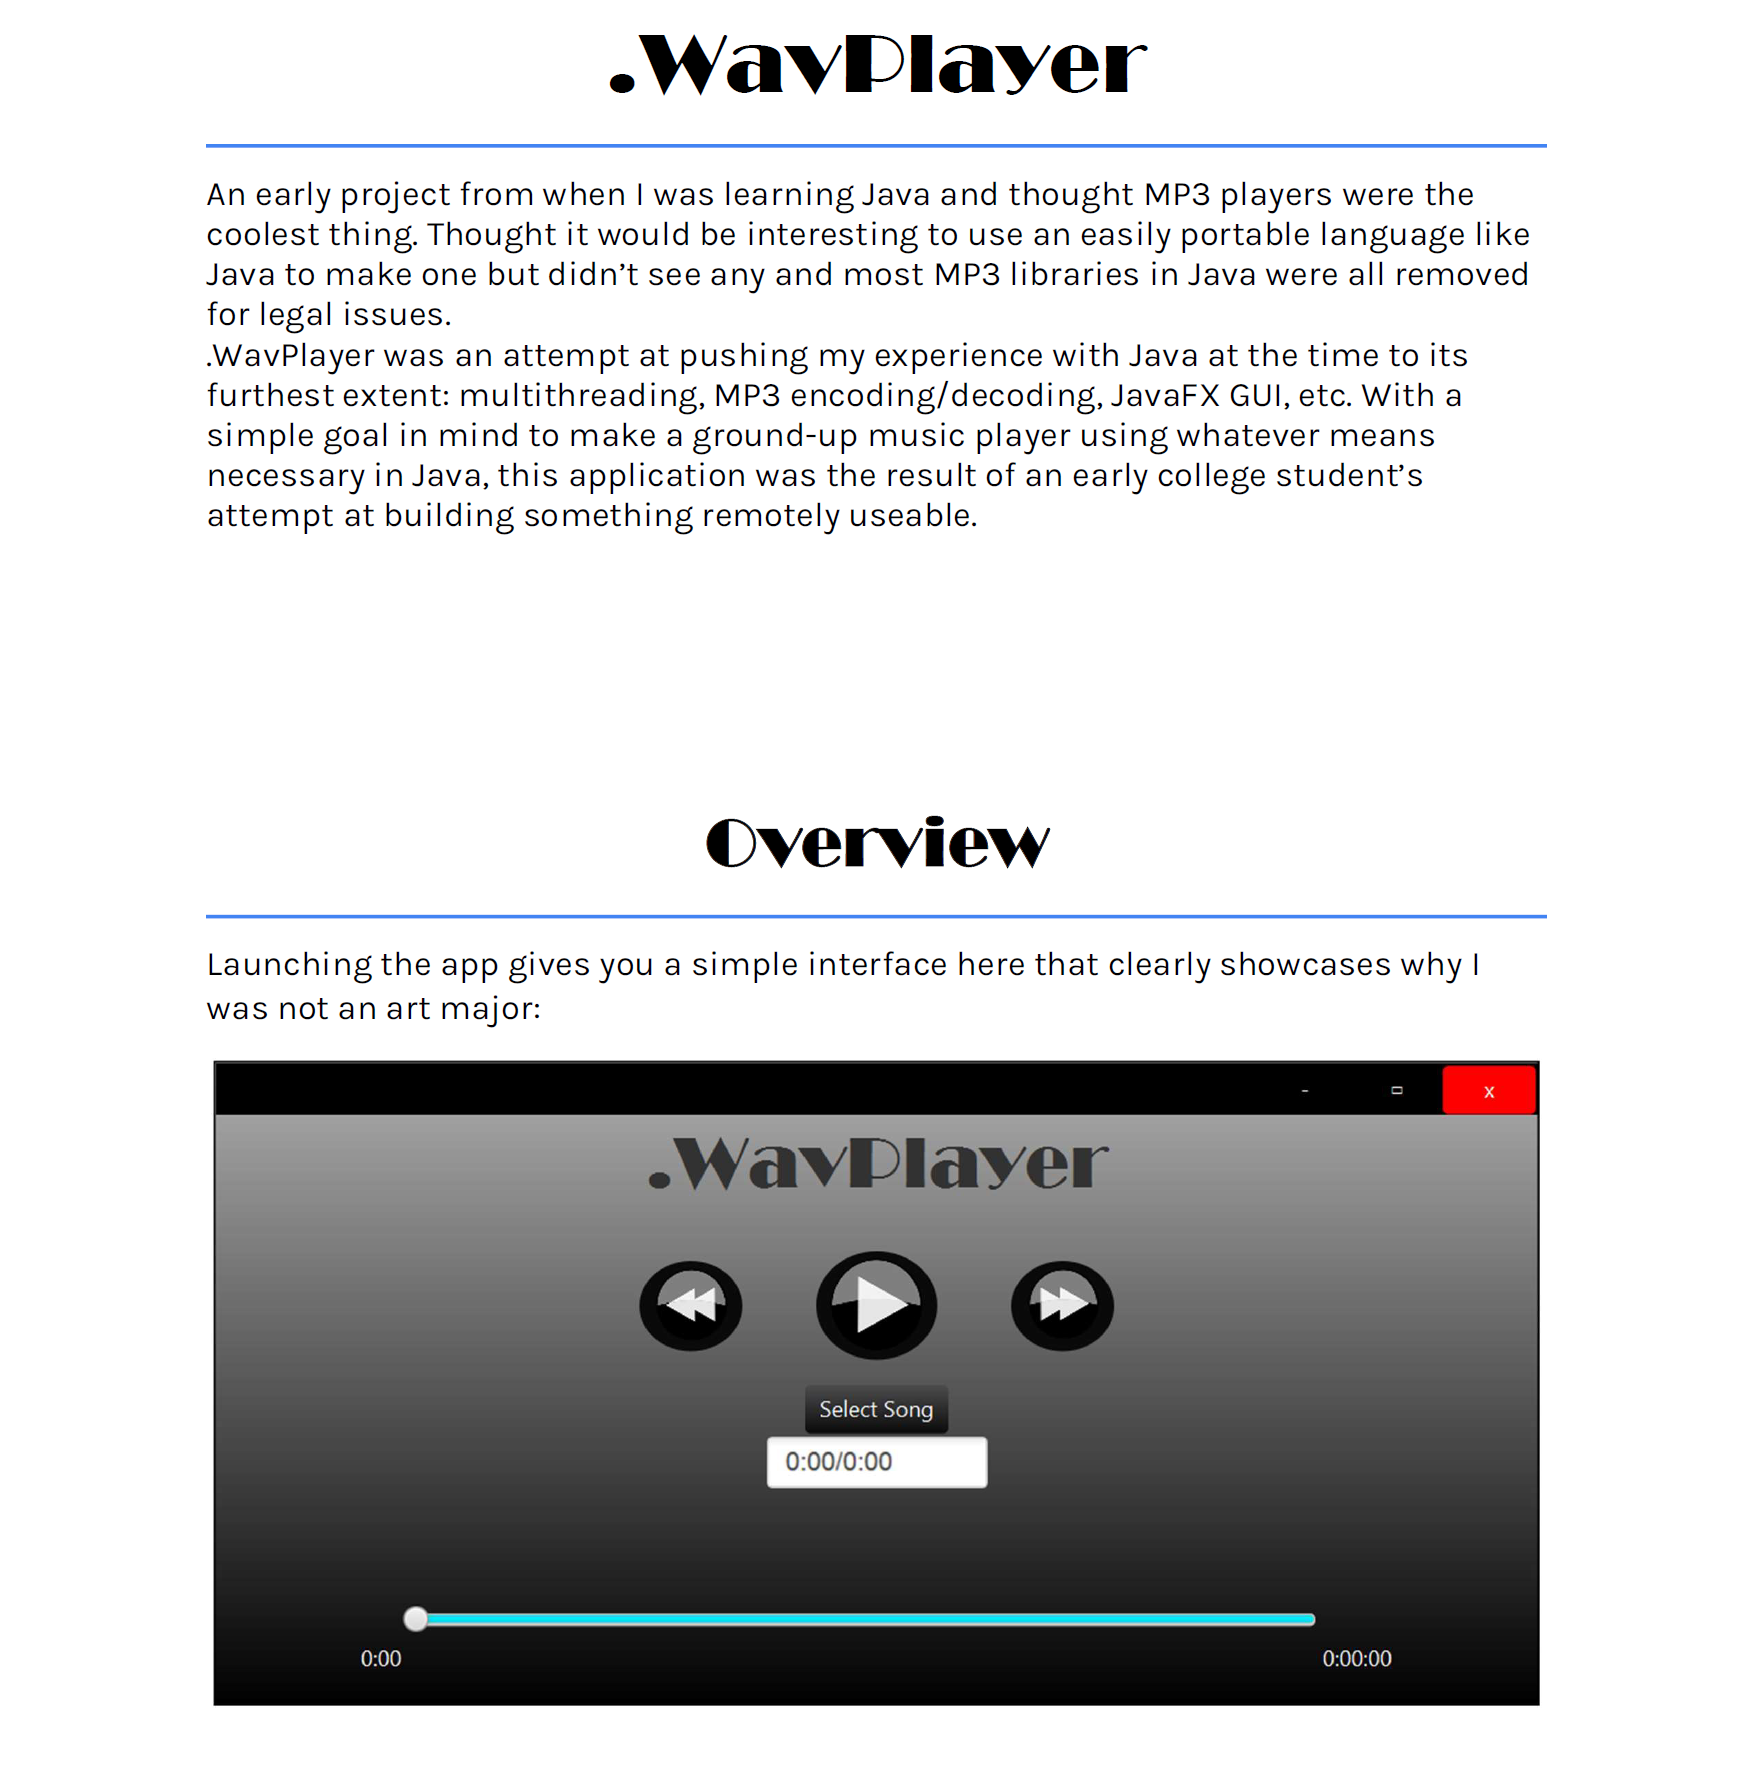 .WavPlayer
An early project from when I was learning Java and thought MP3 players were the
coolest thing. Thought it would be interesting to use an easily portable language like
Java to make one but didn’t see any and most MP3 libraries in Java were all removed
for legal issues.
.WavPlayer was an attempt at pushing my experience with Java at the time to its
furthest extent: multithreading, MP3 encoding/decoding, JavaFX GUI, etc. With a
simple goal in mind to make a ground-up music player using whatever means
necessary in Java, this application was the result of an early college student’s
attempt at building something remotely useable.
Overview
Launching the app gives you a simple interface here that clearly showcases why I
was not an art major:
- x
.WavPlayer
Select Song
0:00/0:00
0:00 0:00:00